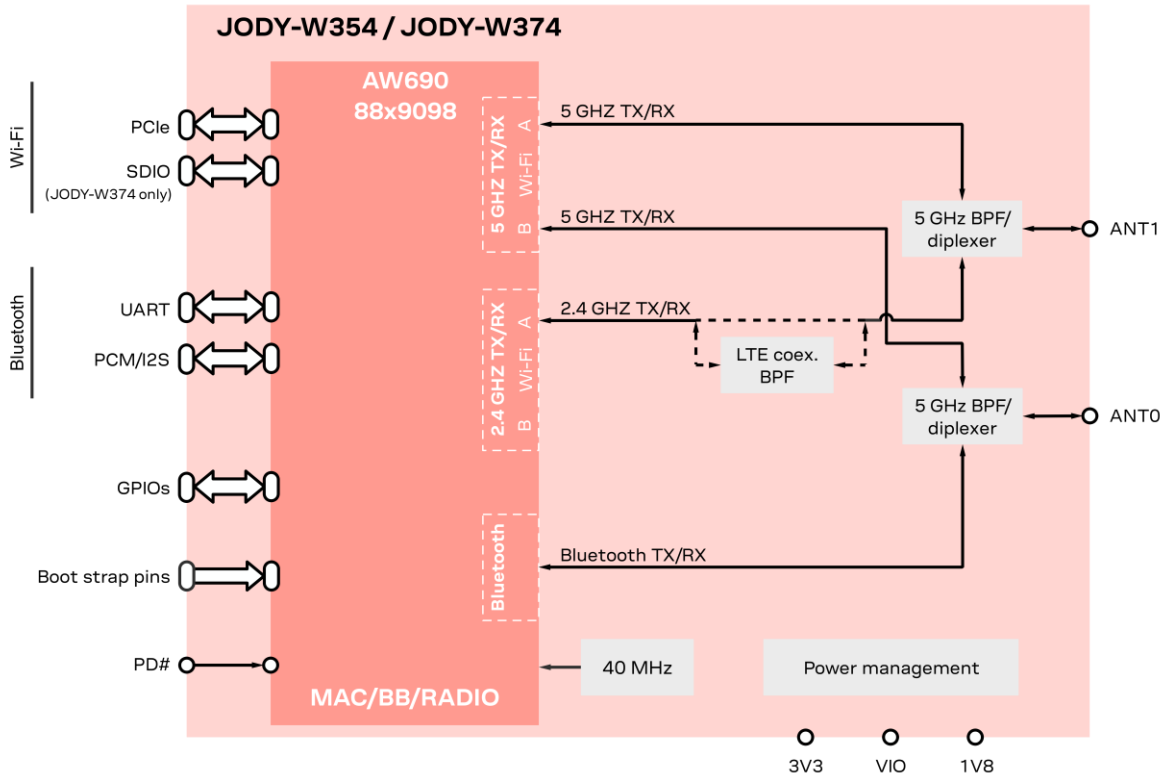 JODY-W354 / JODY-W374
AW690
88x9098
Wi-Fi
PCIe
SDIO
(JODY-W374 only)
Bluetooth
UART
PCM/I2S
GPIOs
Boot strap pins
PD#
5 GHZ TX/RX
A
Wi-Fi
B
2.4 GHZ TX/RX
A
Wi-Fi
B
Bluetooth
MAC/BB/RADIO
5 GHZ TX/RX
5 GHZ TX/RX
2.4 GHZ TX/RX
LTE coex.
BPF
Bluetooth TX/RX
5 GHz BPF/
diplexer
ANT1
5 GHz BPF/
diplexer
ANT0
40 MHz
Power management
3V3
VIO
1V8